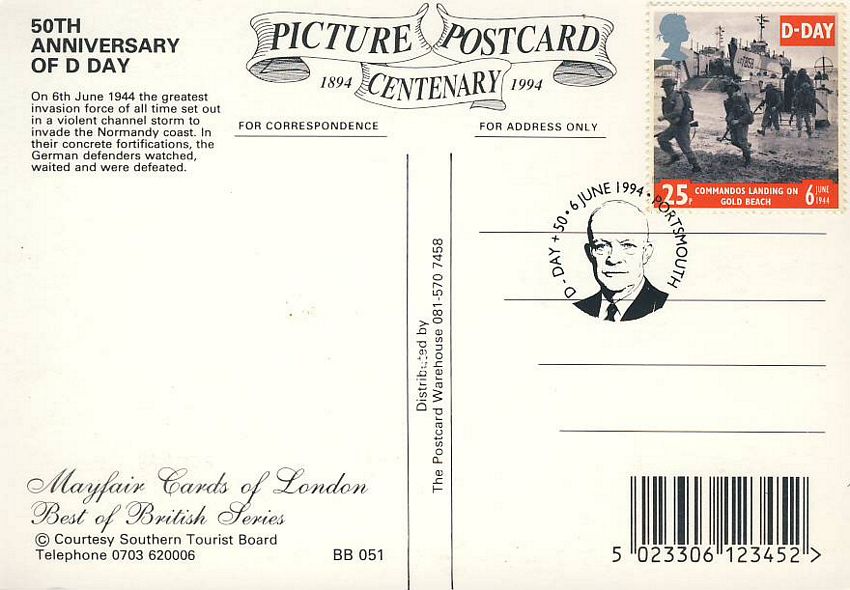 50TH
ANNIVERSARY
OF D DAY
On 6th June 1944 the greatest
invasion force of all time set out
in a violent channel storm to
invade the Normandy coast. In
their concrete fortifications, the
German defenders watched,
waited and were defeated.
PICTURE POSTCARD
1894 CENTENARY 1994
FOR CORRESPONDENCE
FOR ADDRESS ONLY
D-DAY
25P COMMANDOS LANDING ON GOLD BEACH 6 JUNE 1944
D-DAY + 50 • 6 JUNE 1994 • PORTSMOUTH
Distributed by
The Postcard Warehouse 081-570 7458
Mayfair Cards of London
Best of British Series
© Courtesy Southern Tourist Board
Telephone 0703 620006
BB 051
5 023306 123452 >